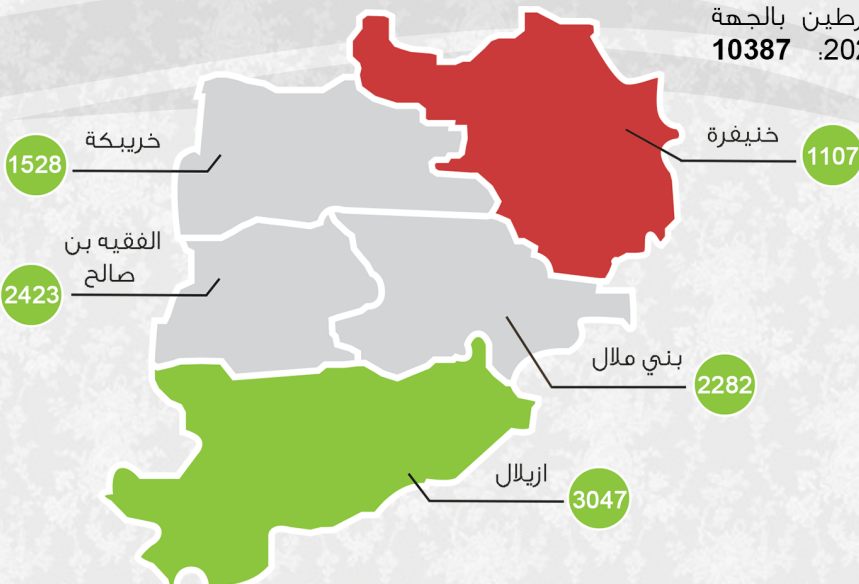 بالجهة
10387
خنيفرة
1107
خريبكة
1528
الفقيه بن
صالح
2423
بني ملال
2282
ازيلال
3047